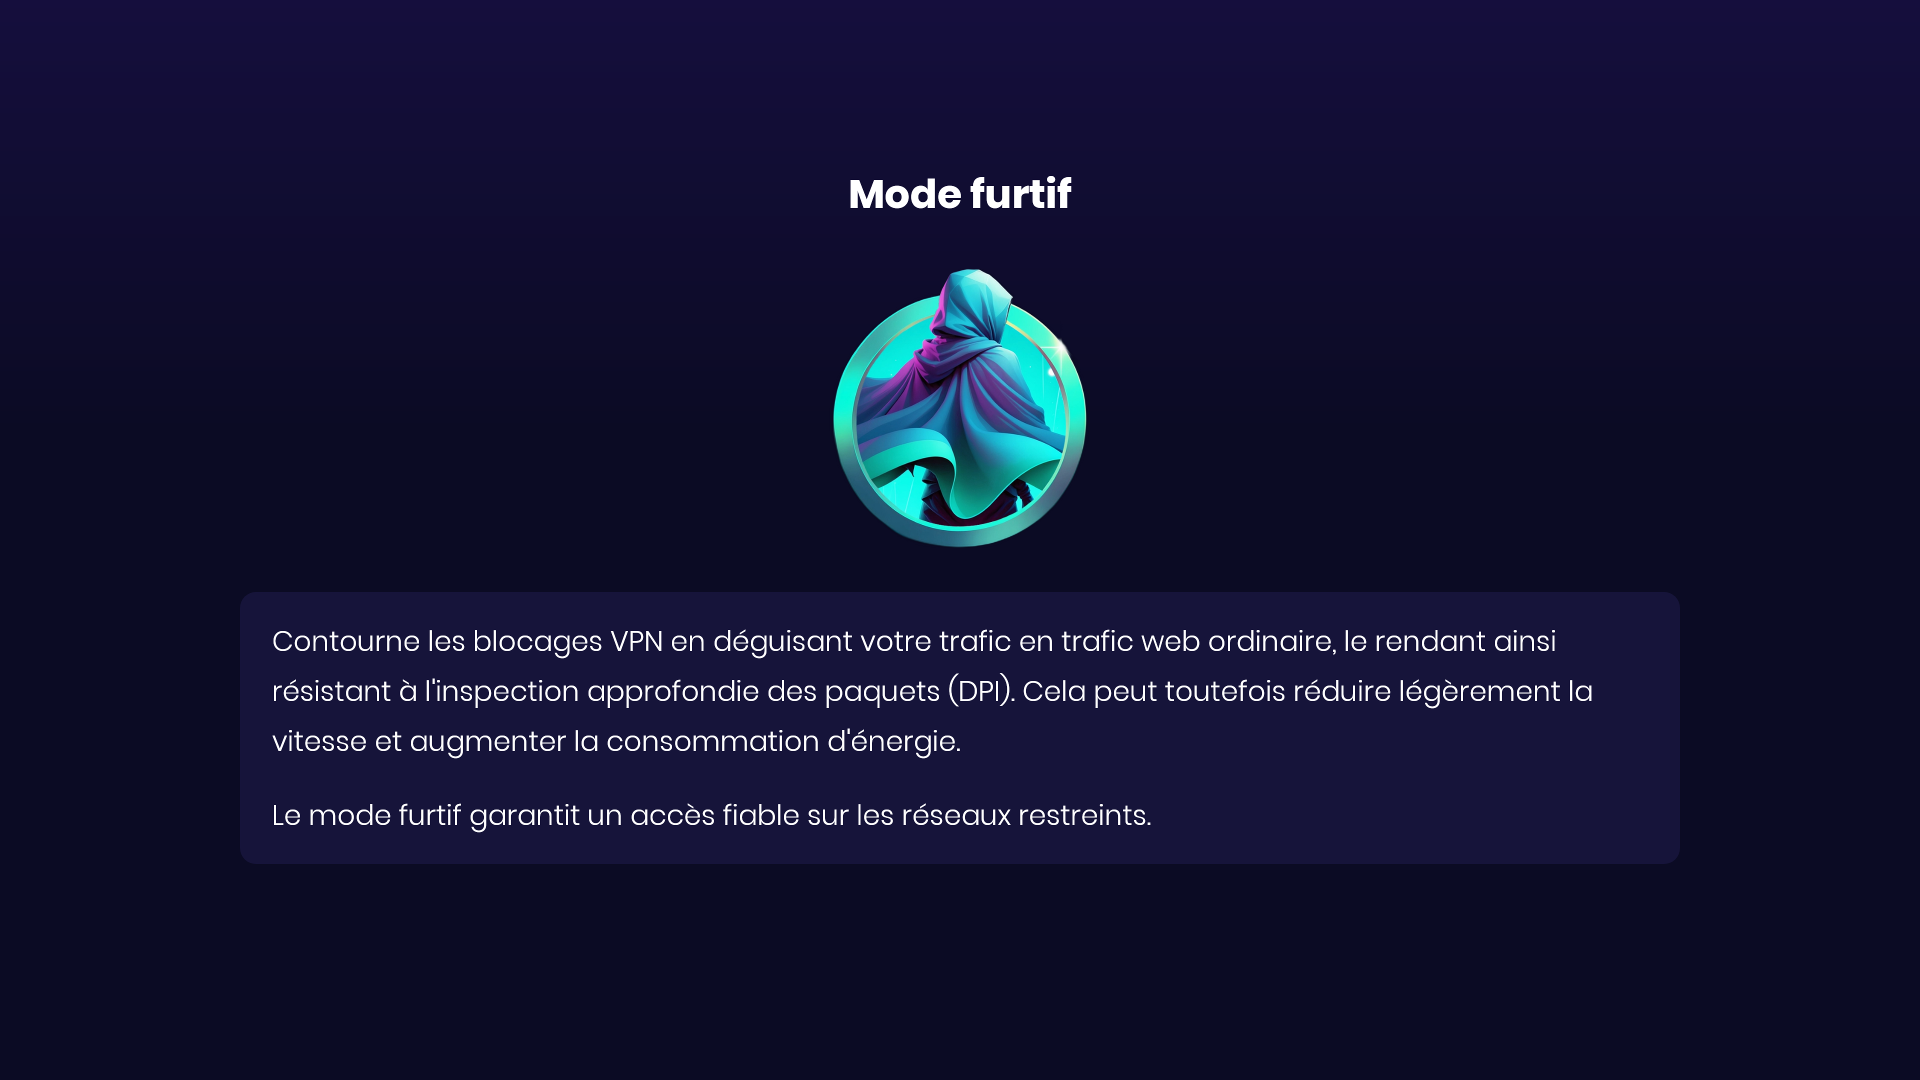 Mode furtif
Contourne les blocages VPN en déguisant votre trafic en trafic web ordinaire, le rendant ainsi
résistant à l'inspection approfondie des paquets (DPI). Cela peut toutefois réduire légèrement la
vitesse et augmenter la consommation d'énergie.
Le mode furtif garantit un accès fiable sur les réseaux restreints.